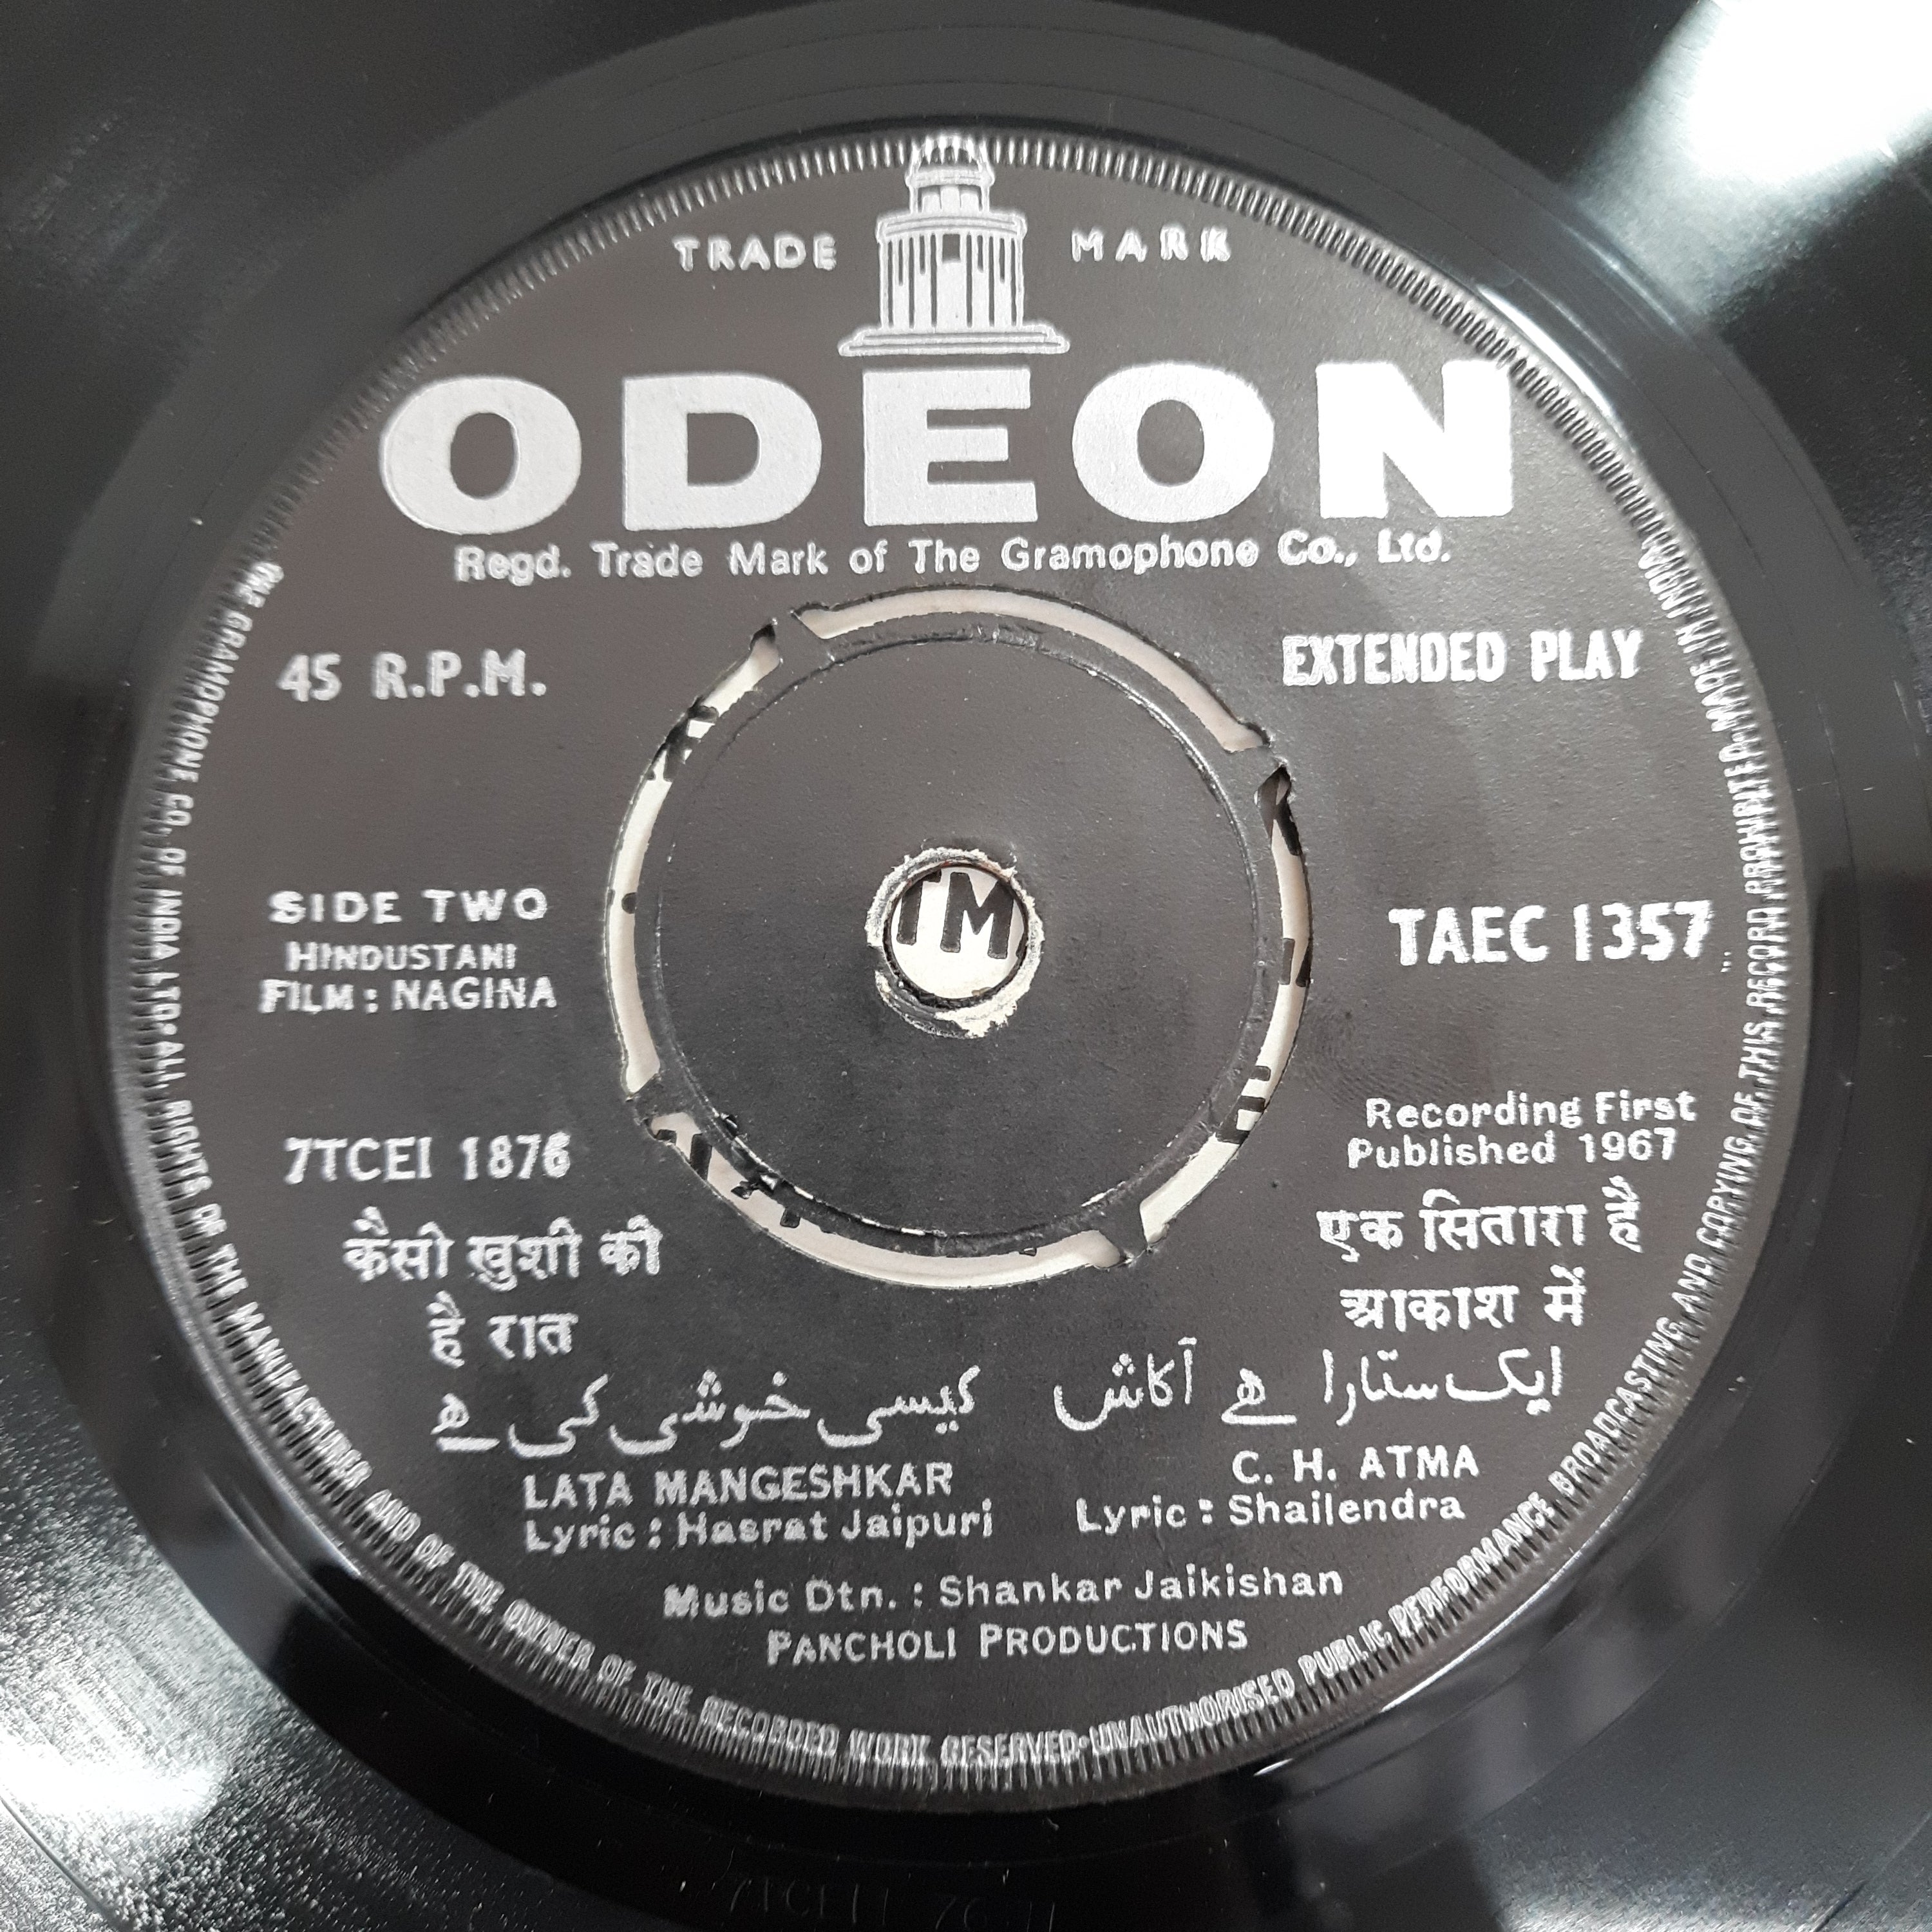 TRADE MARK
ODEON
Regd. Trade Mark of The Gramophone Co., Ltd.
45 R.P.M.
EXTENDED PLAY
SIDE TWO
HINDUSTANI
FILM : NAGINA
TAEC 1357
7TCEI 1876
Recording First
Published 1967
कैसी खुशी की
है रात
एक सितारा है
आकाश में
کیسی خوشی کی ہے
ایک ستارا ہے آکاش
LATA MANGESHKAR
Lyric : Hasrat Jaipuri
C. H. ATMA
Lyric : Shailendra
Music Dtn. : Shankar Jaikishan
PANCHOLI PRODUCTIONS
THE GRAMOPHONE CO. OF INDIA LTD. ALL RIGHTS OF THE MANUFACTURER AND OF THE OWNER OF THE RECORDED WORK RESERVED·UNAUTHORISED PUBLIC PERFORMANCE BROADCASTING AND COPYING OF THIS RECORD PROHIBITED·MADE IN INDIA
TM